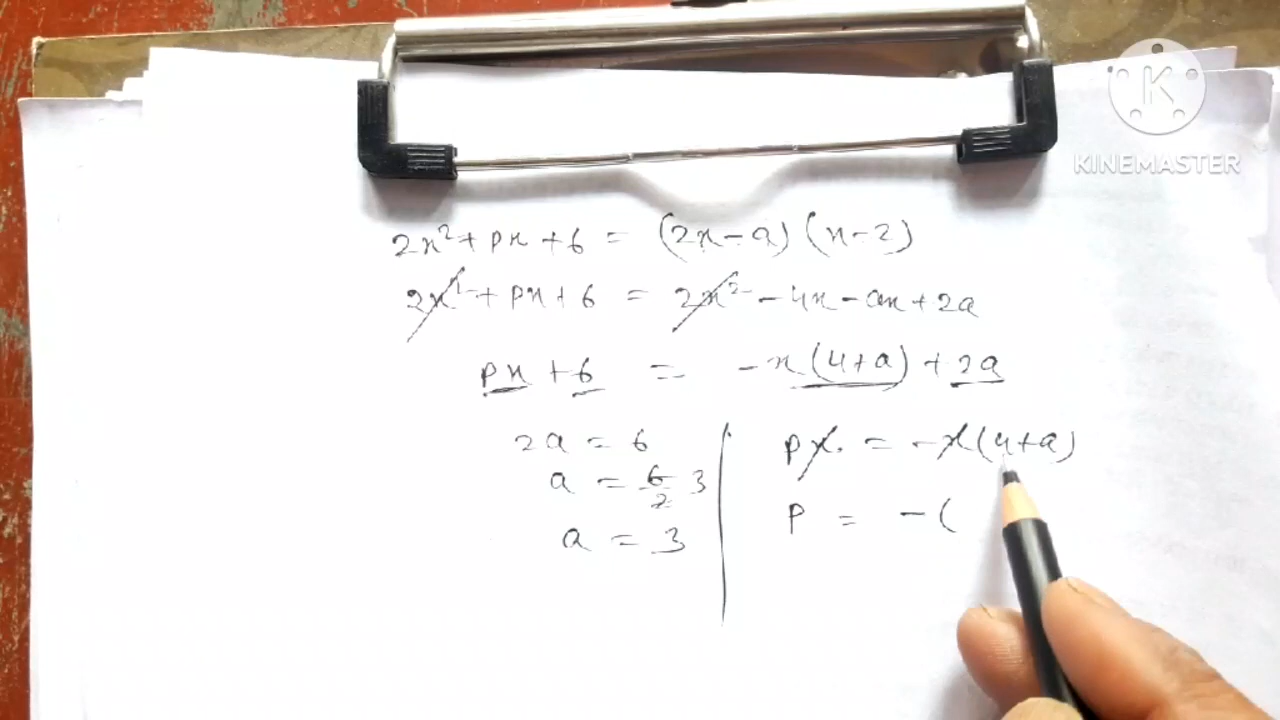 KINEMASTER
2x² + px + 6 = (2x - a) (x - 2)
2x² + px + 6 = 2x² - 4x - ax + 2a
px + 6 = -x (4+a) + 2a
2a = 6
a = 6/2 3
a = 3
px. = -x (4+a)
P = - (